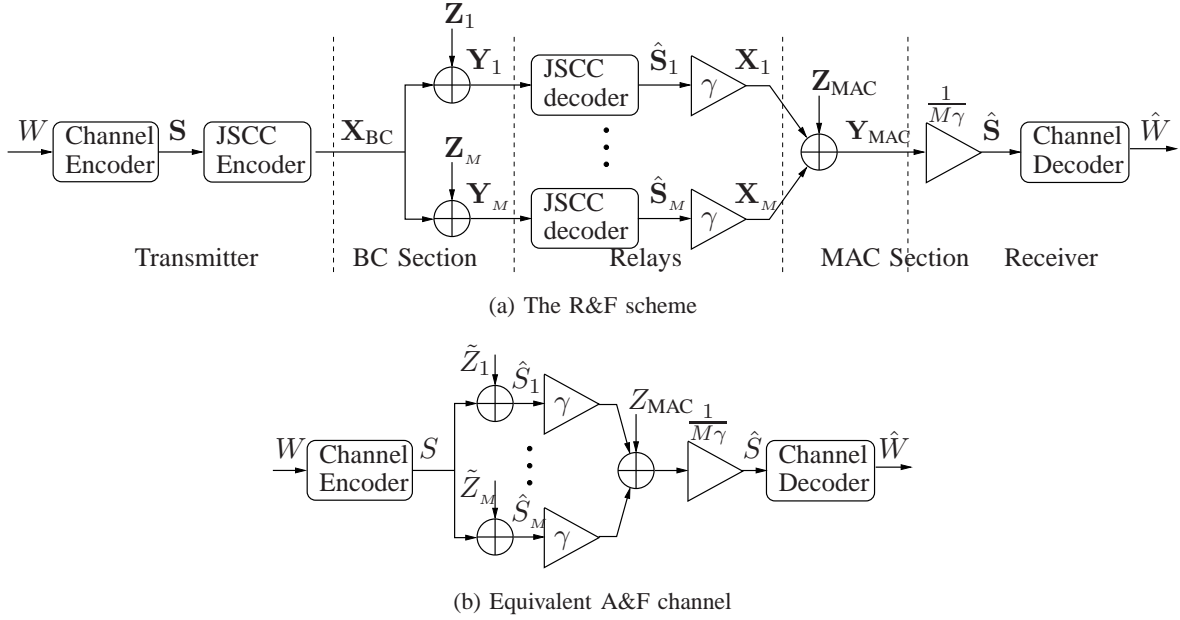 Z_1
Z_M
W
Channel Encoder
S
JSCC Encoder
X_BC
Y_1
Y_M
JSCC decoder
Ŝ_1
γ
X_1
JSCC decoder
Ŝ_M
γ
X_M
Z_MAC
Y_MAC
1/Mγ
Ŝ
Channel Decoder
Ŵ
Transmitter BC Section Relays MAC Section Receiver
(a) The R&F scheme
Z̃_1
Ŝ_1
γ
Z_MAC
1/Mγ
W
Channel Encoder
S
Ŝ
Channel Decoder
Ŵ
Z̃_M
Ŝ_M
γ
(b) Equivalent A&F channel